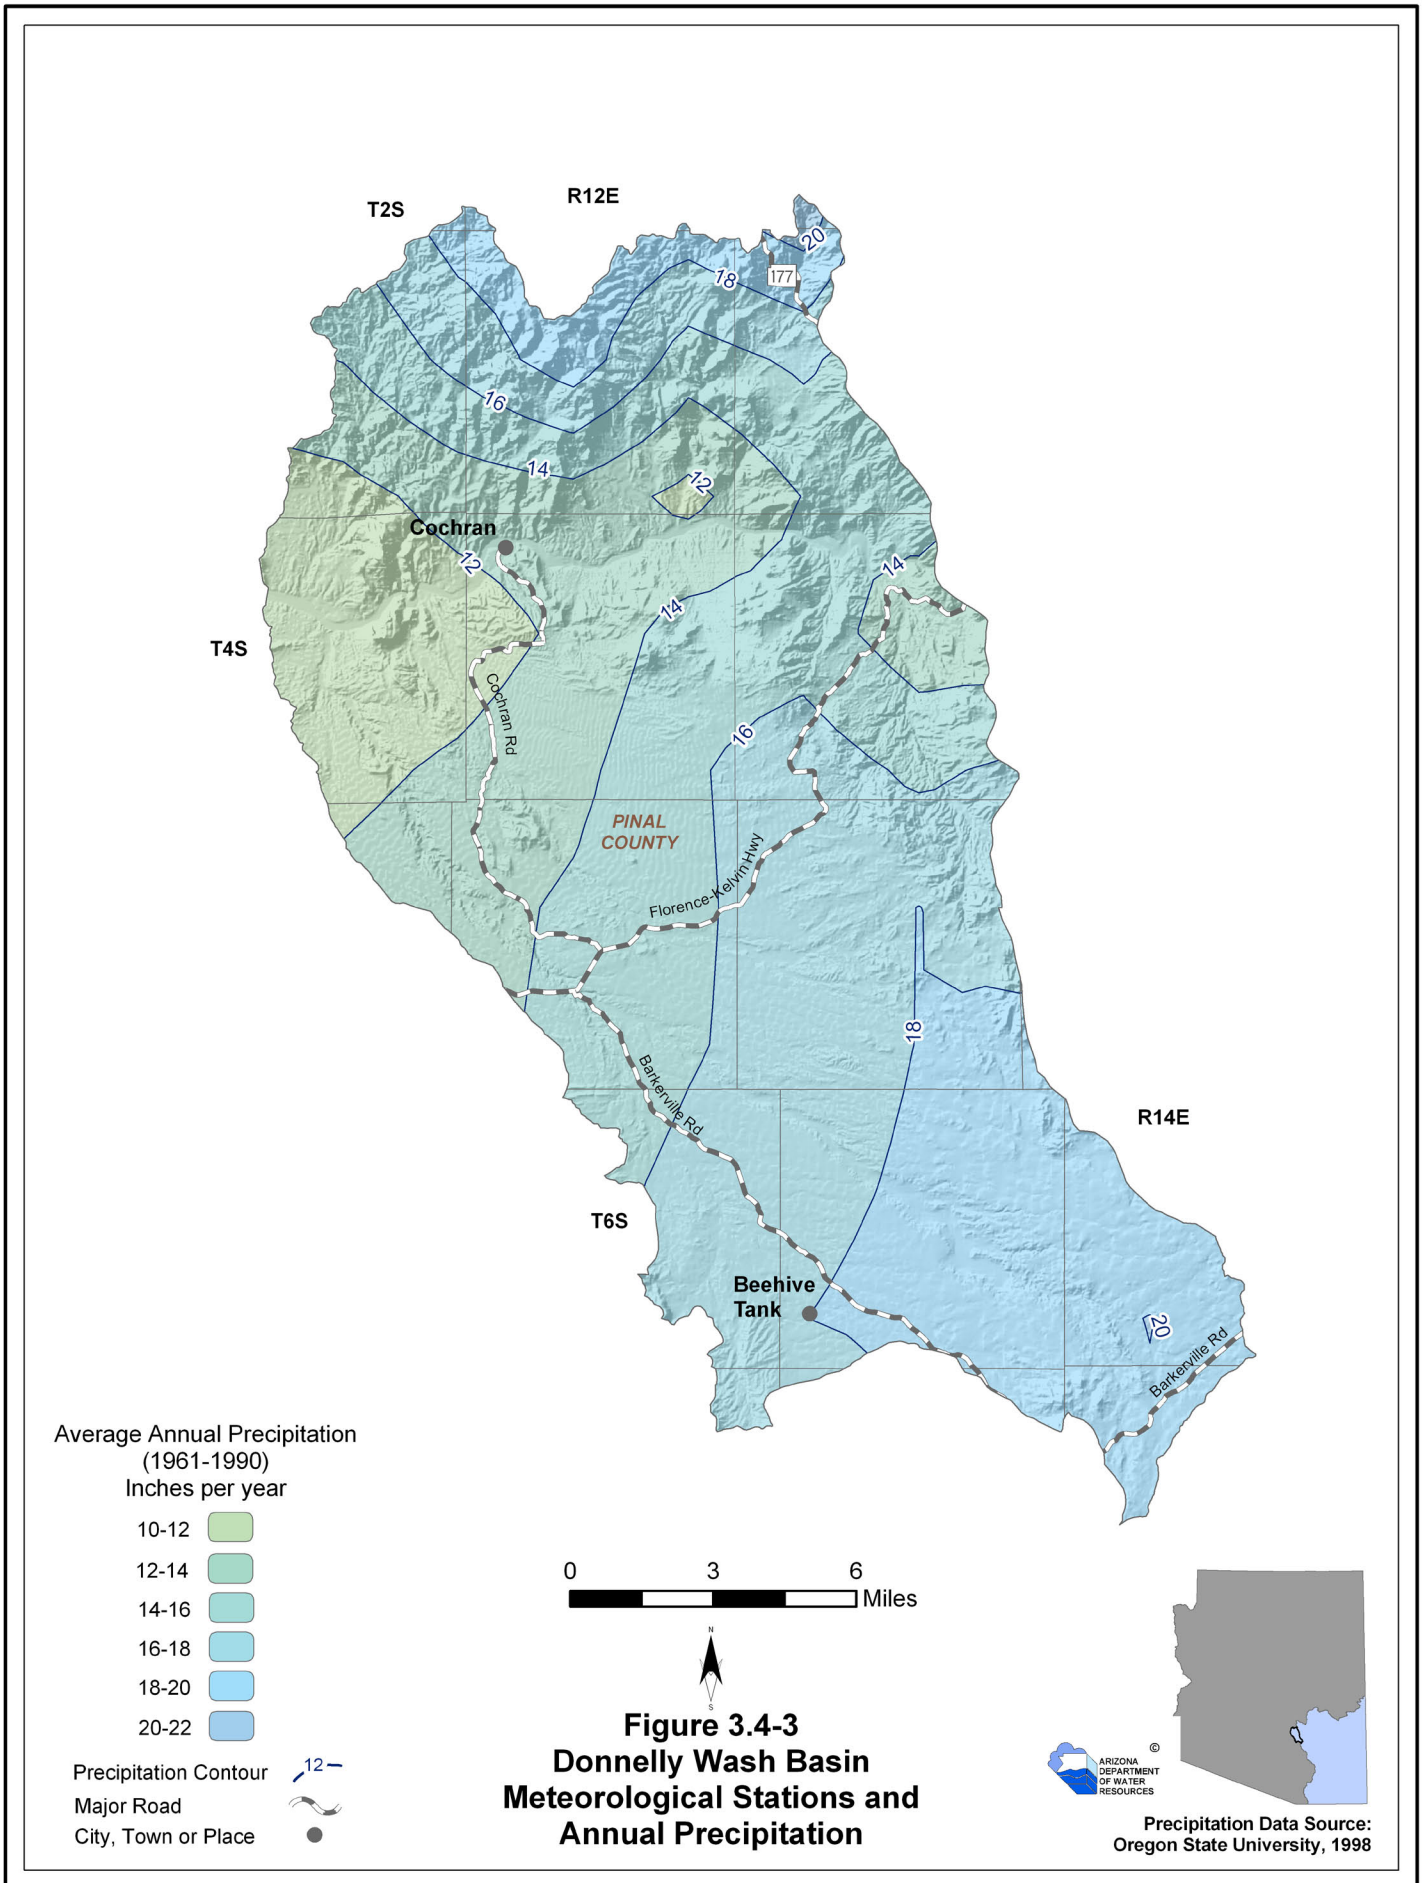 T2S
R12E
20
177
18
16
14
12
Cochran
12
14
14
T4S
Cochran Rd
16
PINAL
COUNTY
Florence-Kelvin Hwy
18
Barkerville Rd
R14E
T6S
Beehive
Tank
20
Barkerville Rd
Average Annual Precipitation
(1961-1990)
Inches per year
10-12
12-14
14-16
16-18
18-20
20-22
Precipitation Contour
12
Major Road
City, Town or Place
0 3 6
Miles
N
S
Figure 3.4-3
Donnelly Wash Basin
Meteorological Stations and
Annual Precipitation
©
ARIZONA
DEPARTMENT
OF WATER
RESOURCES
Precipitation Data Source:
Oregon State University, 1998